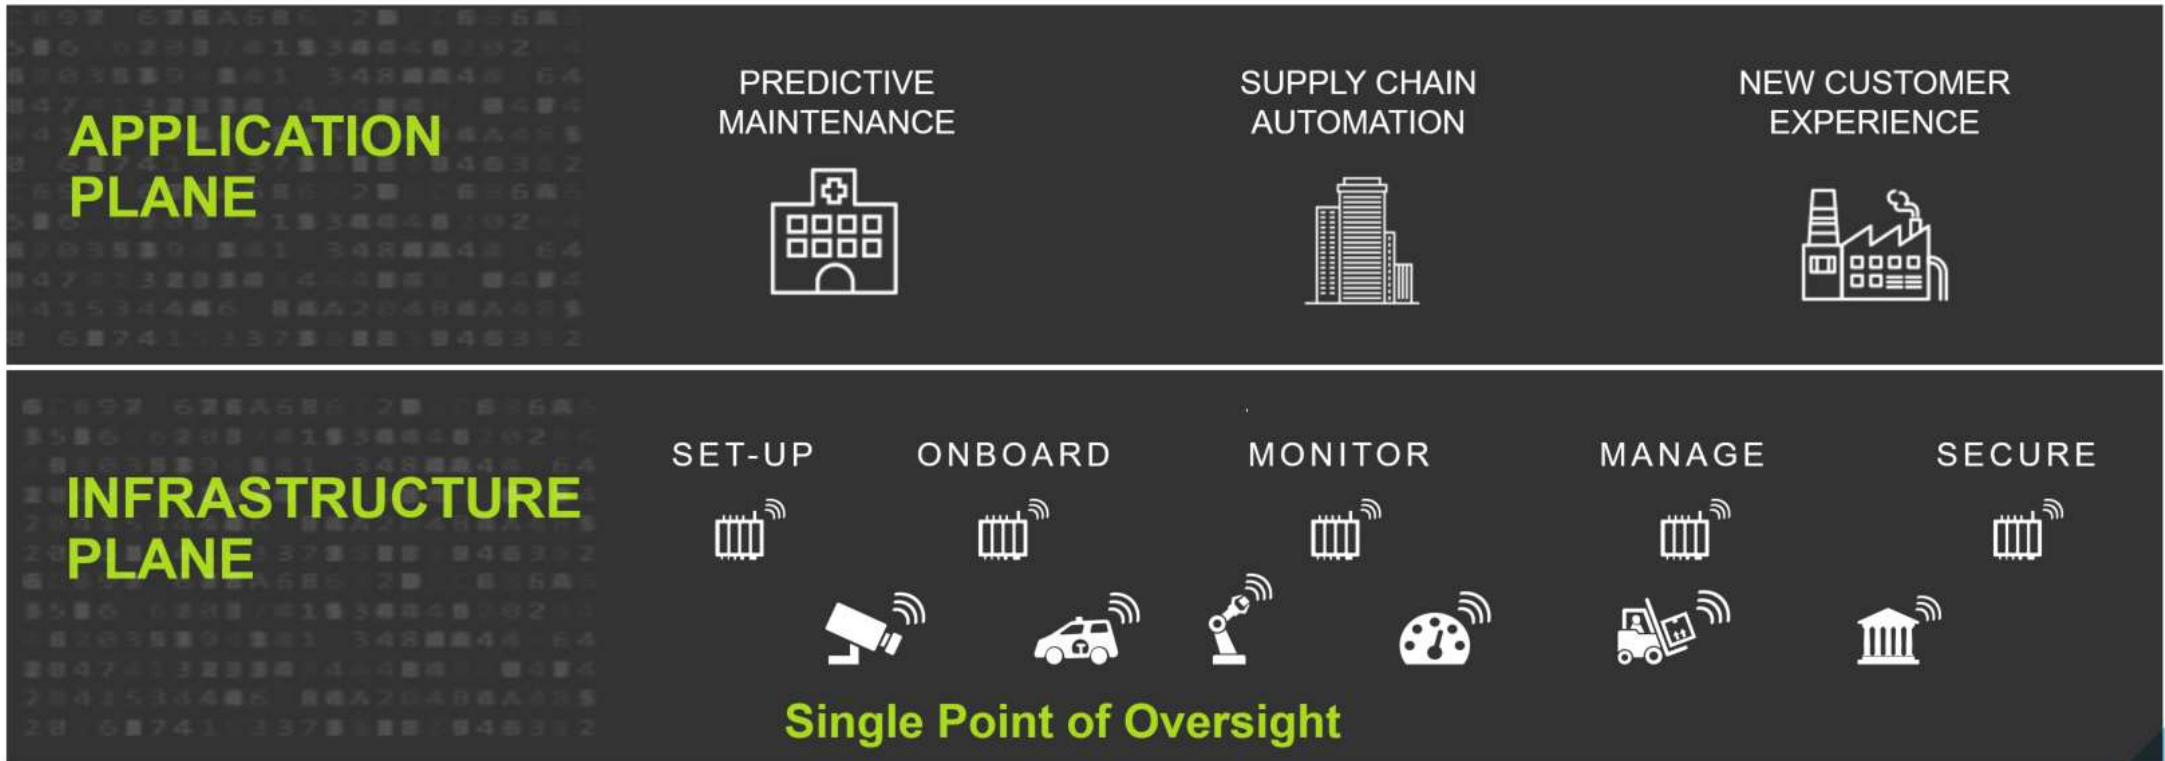 APPLICATION
PLANE
PREDICTIVE
MAINTENANCE
SUPPLY CHAIN
AUTOMATION
NEW CUSTOMER
EXPERIENCE
INFRASTRUCTURE
PLANE
SET-UP
ONBOARD
MONITOR
MANAGE
SECURE
Single Point of Oversight